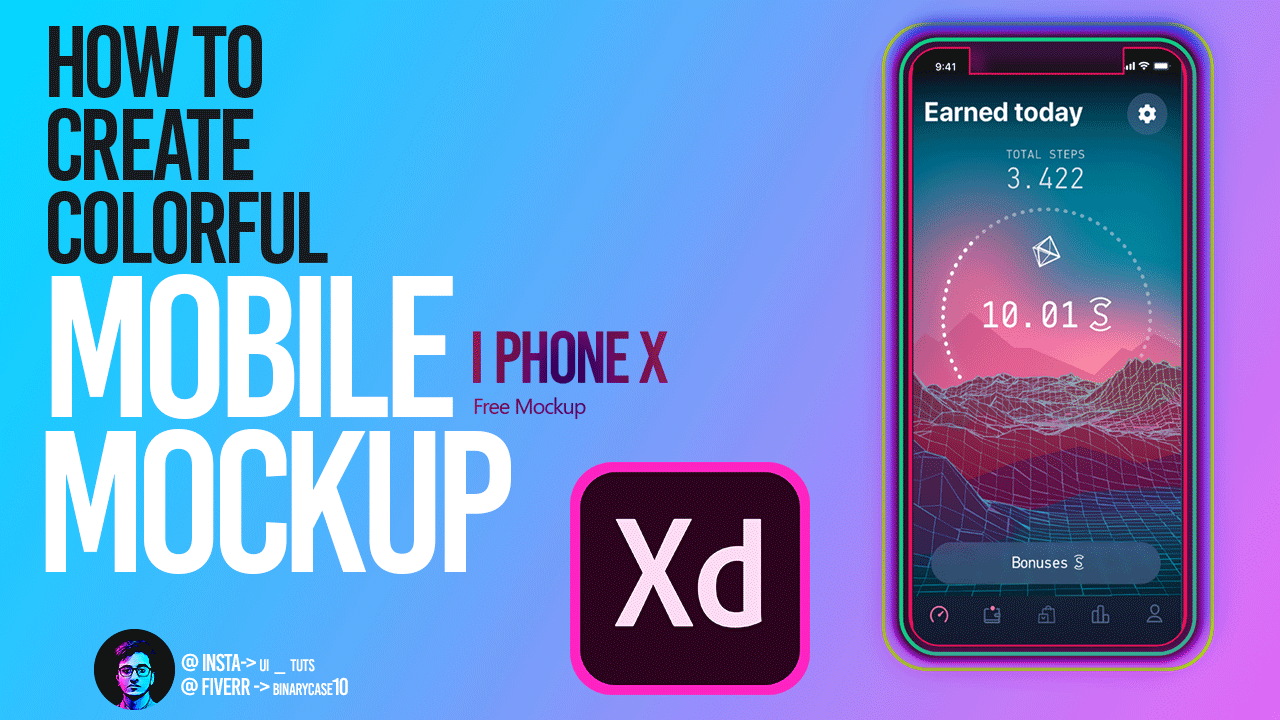 HOW TO
CREATE
COLORFUL
MOBILE
MOCKUP
I PHONE X
Free Mockup
Xd
@ INSTA-> UI _ TUTS
@ FIVERR -> BINARYCASE10
9:41
Earned today
TOTAL STEPS
3.422
10.01 S
Bonuses S